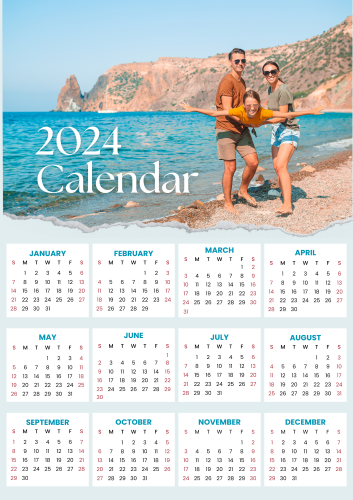 2024
Calendar
JANUARY
S M T W T F S
1 2 3 4 5 6
7 8 9 10 11 12 13
14 15 16 17 18 19 20
21 22 23 24 25 26 27
28 29 30 31
FEBRUARY
S M T W T F S
1 2 3
4 5 6 7 8 9 10
11 12 13 14 15 16 17
18 19 20 21 22 23 24
25 26 27 28 29
MARCH
S M T W T F S
1 2
3 4 5 6 7 8 9
10 11 12 13 14 15 16
17 18 19 20 21 22 23
24 25 26 27 28 29 30
31
APRIL
S M T W T F S
1 2 3 4 5 6
7 8 9 10 11 12 13
14 15 16 17 18 19 20
21 22 23 24 25 26 27
28 29 30
MAY
S M T W T F S
1 2 3 4
5 6 7 8 9 10 11
12 13 14 15 16 17 18
19 20 21 22 23 24 25
26 27 28 29 30 31
JUNE
S M T W T F S
1
2 3 4 5 6 7 8
9 10 11 12 13 14 15
16 17 18 19 20 21 22
23 24 25 26 27 28 29
30
JULY
S M T W T F S
1 2 3 4 5 6
7 8 9 10 11 12 13
14 15 16 17 18 19 20
21 22 23 24 25 26 27
28 29 30 31
AUGUST
S M T W T F S
1 2 3
4 5 6 7 8 9 10
11 12 13 14 15 16 17
18 19 20 21 22 23 24
25 26 27 28 29 30 31
SEPTEMBER
S M T W T F S
1 2 3 4 5 6 7
8 9 10 11 12 13 14
15 16 17 18 19 20 21
22 23 24 25 26 27 28
29 30
OCTOBER
S M T W T F S
1 2 3 4 5
6 7 8 9 10 11 12
13 14 15 16 17 18 19
20 21 22 23 24 25 26
27 28 29 30 31
NOVEMBER
S M T W T F S
1 2
3 4 5 6 7 8 9
10 11 12 13 14 15 16
17 18 19 20 21 22 23
24 25 26 27 28 29 30
DECEMBER
S M T W T F S
1 2 3 4 5 6 7
8 9 10 11 12 13 14
15 16 17 18 19 20 21
22 23 24 25 26 27 28
29 30 31